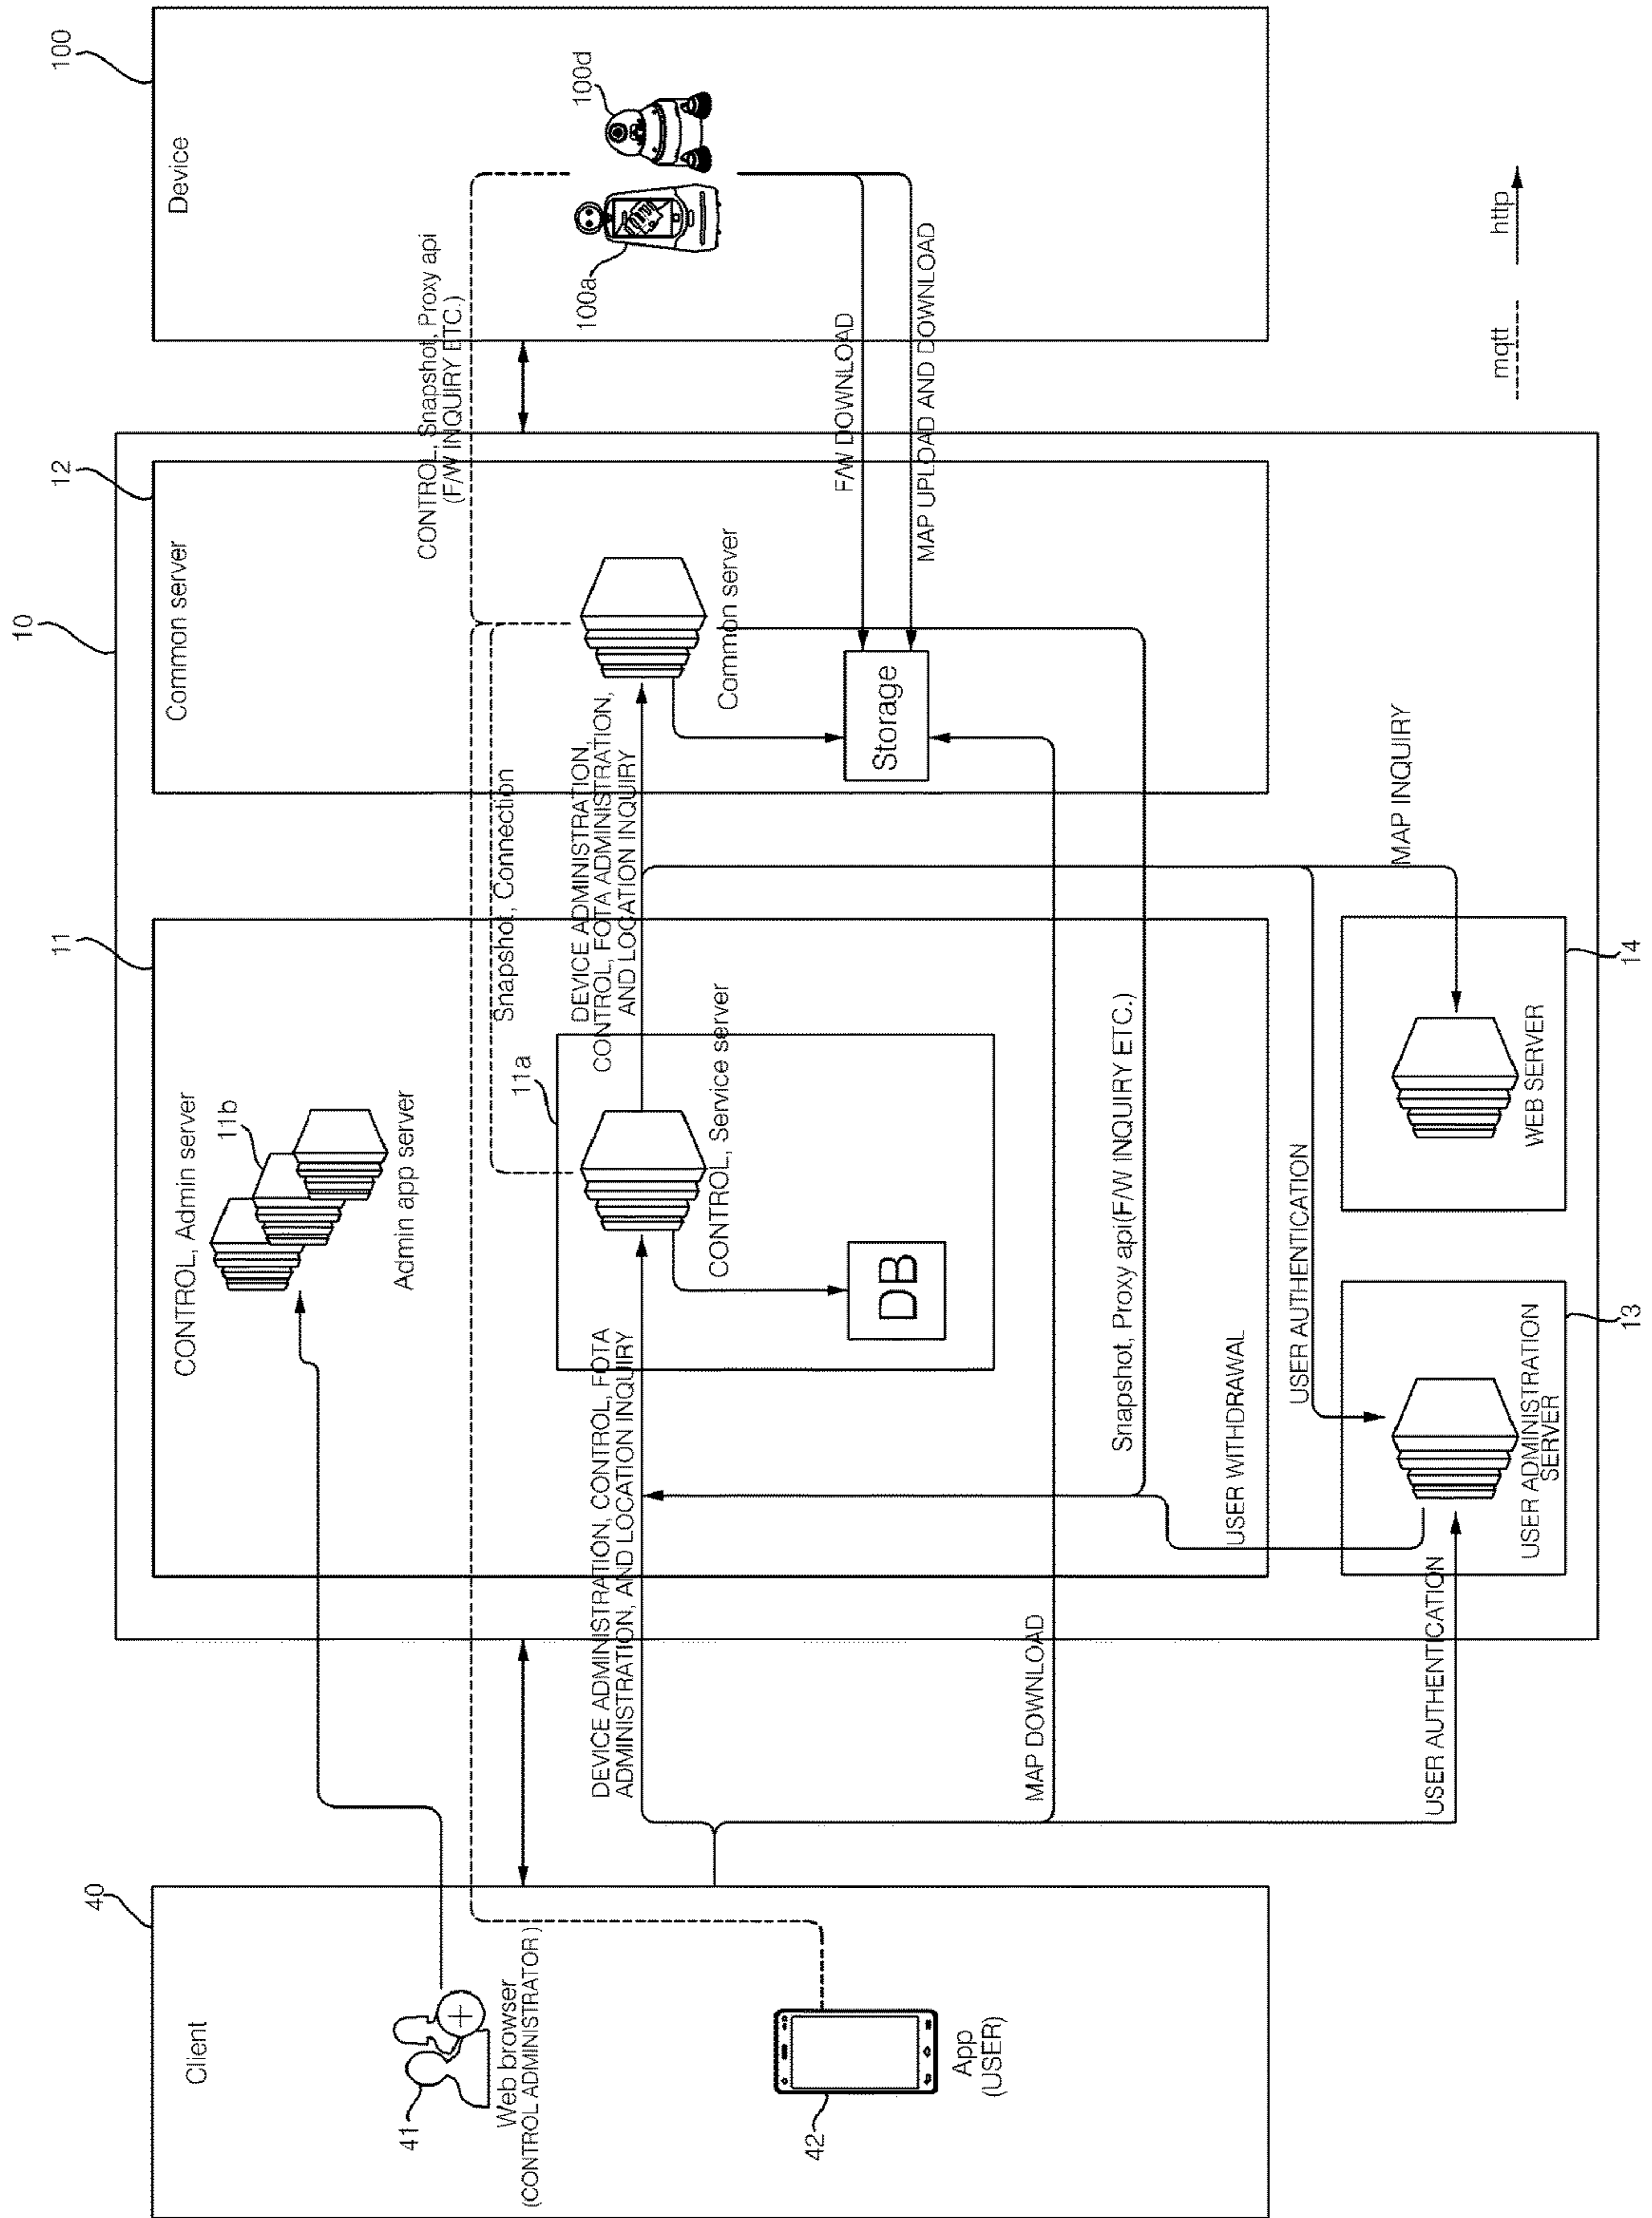 100
Device
100d
100a
CONTROL, Snapshot, Proxy api
(F/W INQUIRY ETC.)
F/W DOWNLOAD
MAP UPLOAD AND DOWNLOAD
mqtt
http
10
12
Common server
Common server
Storage
Snapshot, Connection
DEVICE ADMINISTRATION,
CONTROL, FOTA ADMINISTRATION,
AND LOCATION INQUIRY
MAP INQUIRY
11
CONTROL, Admin server
11b
Admin app server
11a
CONTROL, Service server
DB
Snapshot, Proxy api(F/W INQUIRY ETC.)
USER WITHDRAWAL
USER AUTHENTICATION
14
WEB SERVER
13
USER ADMINISTRATION
SERVER
DEVICE ADMINISTRATION, CONTROL, FOTA
ADMINISTRATION, AND LOCATION INQUIRY
MAP DOWNLOAD
USER AUTHENTICATION
40
Client
41
Web browser
(CONTROL ADMINISTRATOR)
42
App
(USER)